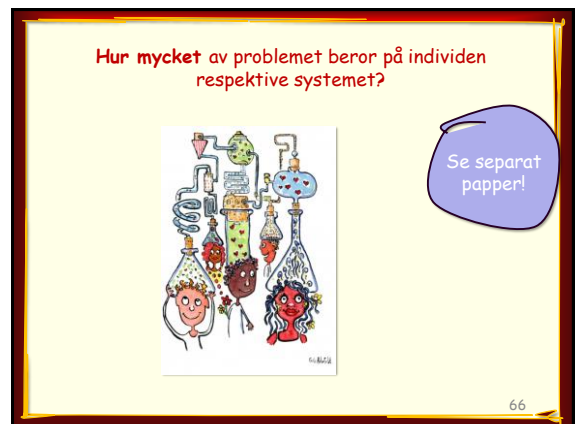 Hur mycket av problemet beror på individen
respektive systemet?
Se separat
papper!
66